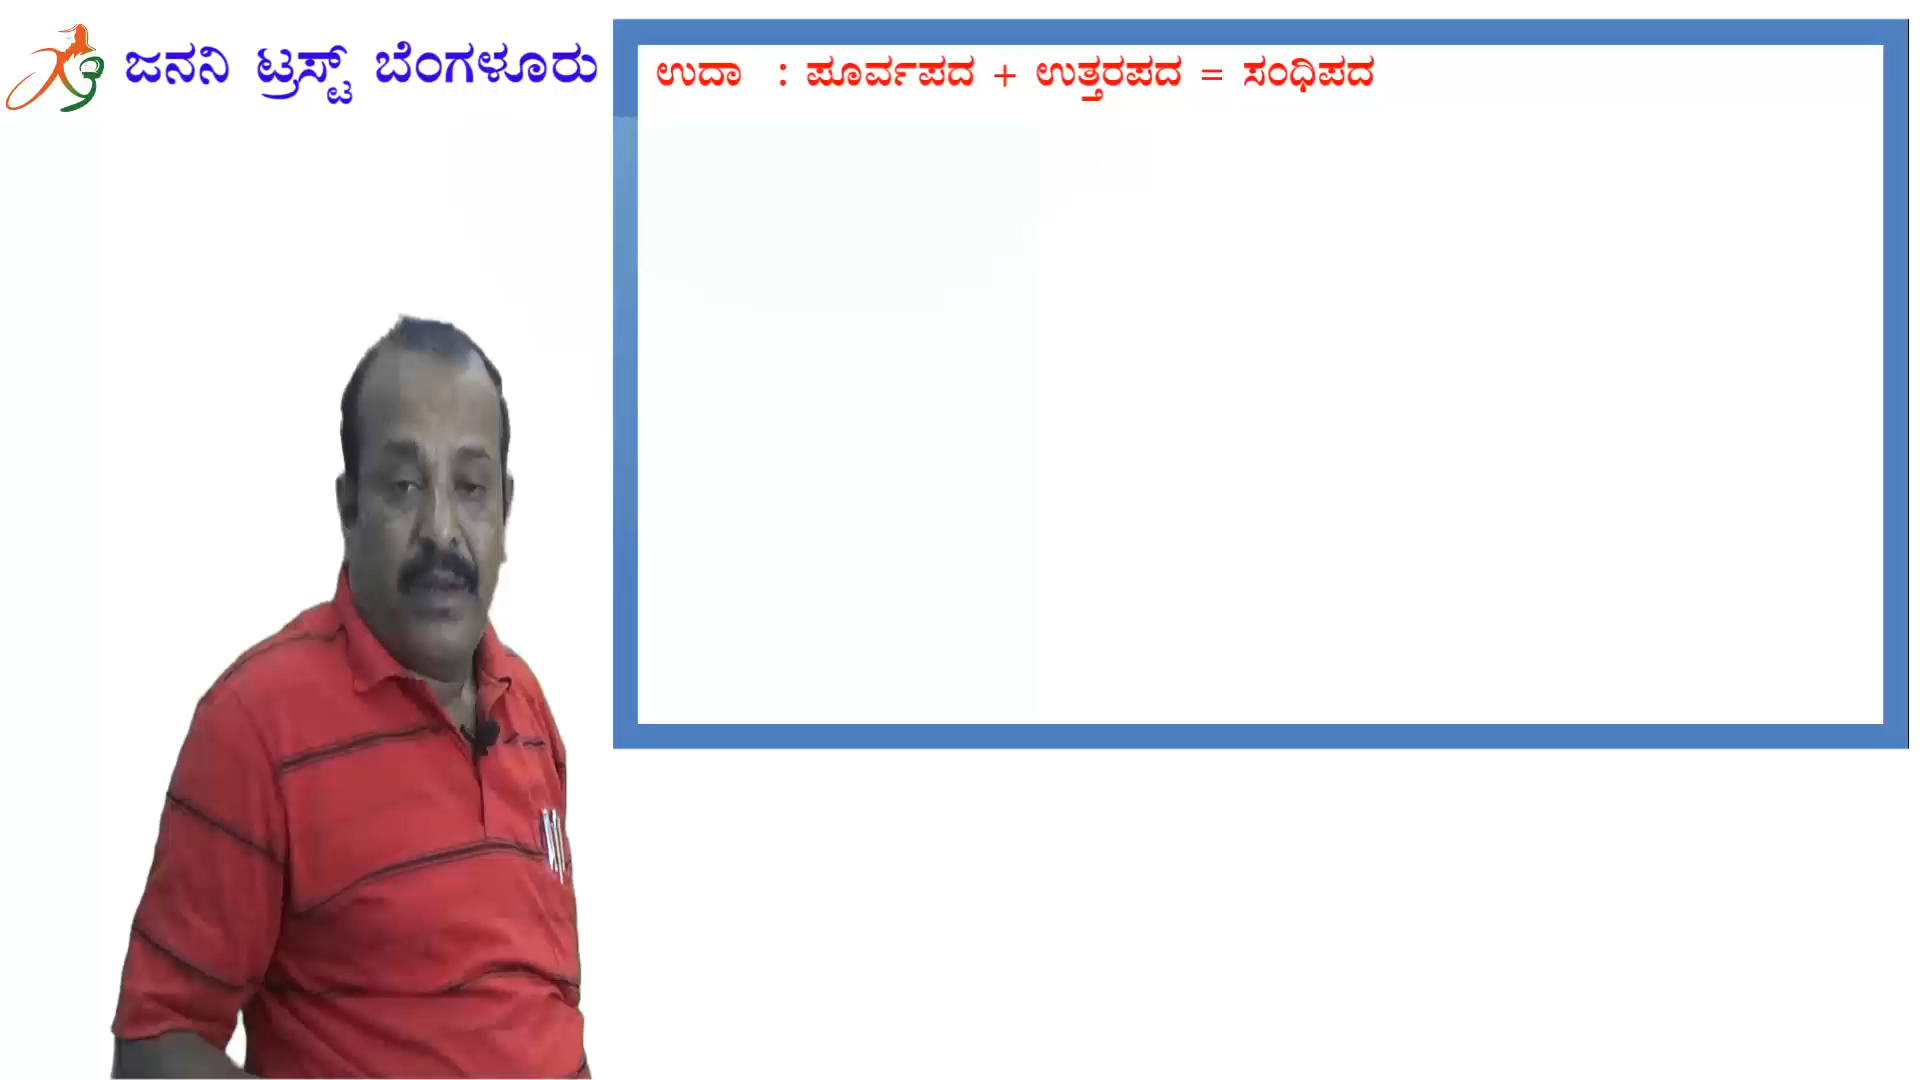 ಜನನಿ ಟ್ರಸ್ಟ್ ಬೆಂಗಳೂರು
ಉದಾ : ಪೂರ್ವಪದ + ಉತ್ತರಪದ = ಸಂಧಿಪದ